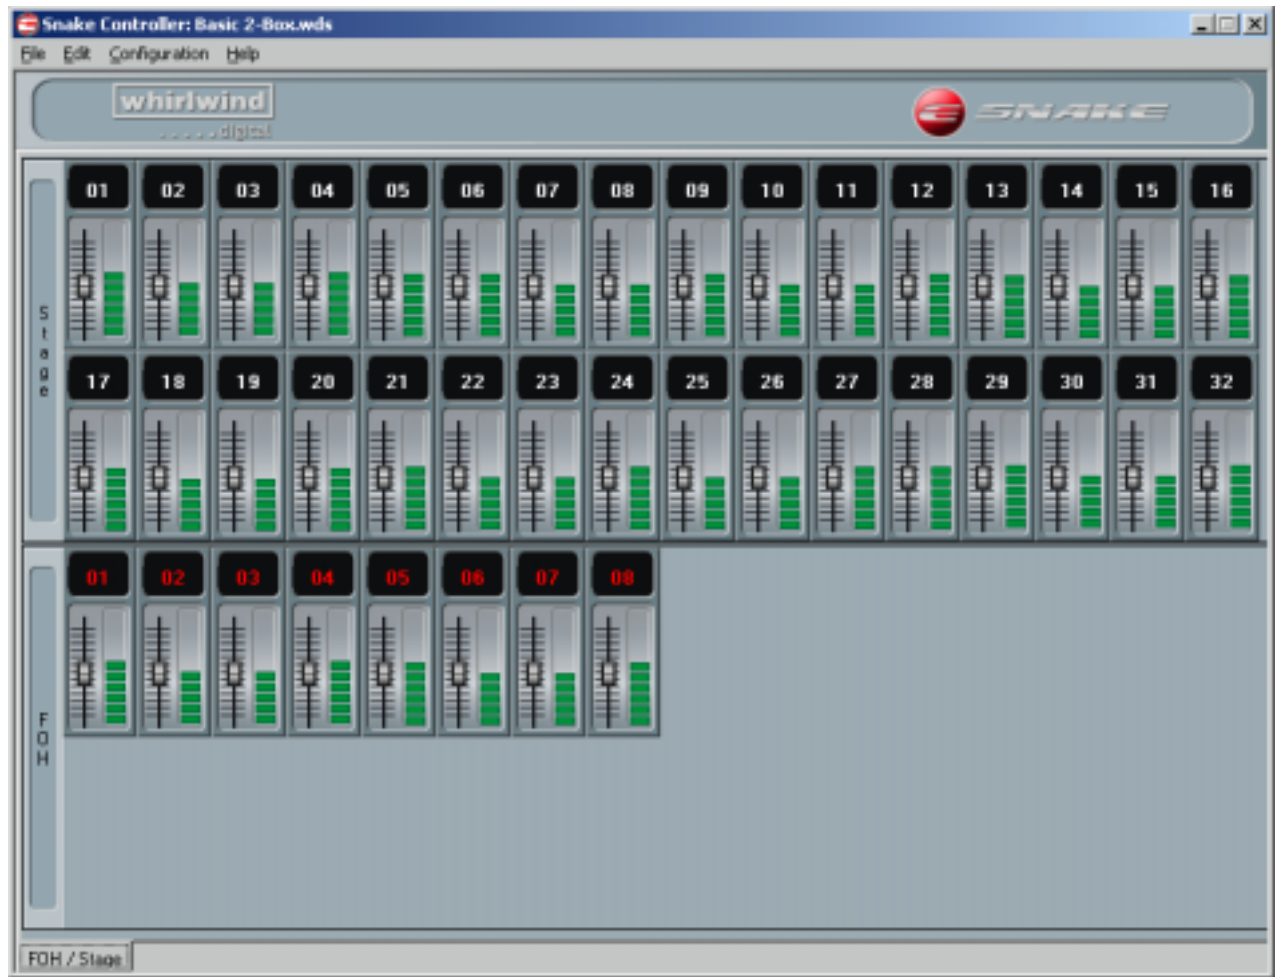 Snake Controller: Basic 2-Box.wds
File Edit Configuration Help
whirlwind
.....digital
e SNAKE
Stage
01 02 03 04 05 06 07 08 09 10 11 12 13 14 15 16
17 18 19 20 21 22 23 24 25 26 27 28 29 30 31 32
FOH
01 02 03 04 05 06 07 08
FOH / Stage